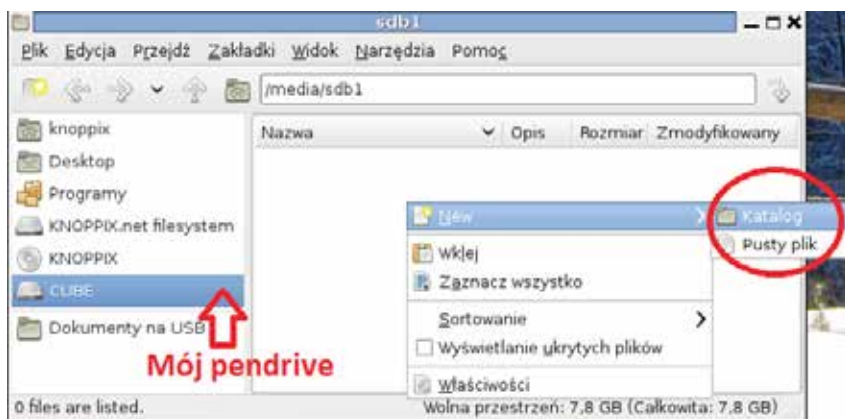 sdb1
Plik Edycja Przejdź Zakładki Widok Narzędzia Pomoc
/media/sdb1
knoppix
Desktop
Programy
KNOPPIX.net filesystem
KNOPPIX
CUBE
Dokumenty na USB
Mój pendrive
Nazwa Opis Rozmiar Zmodyfikowany
New
Wklej
Zaznacz wszystko
Sortowanie
Wyświetlanie ukrytych plików
Właściwości
Katalog
Pusty plik
0 files are listed.
Wolna przestrzeń: 7,8 GB (Całkowita: 7,8 GB)